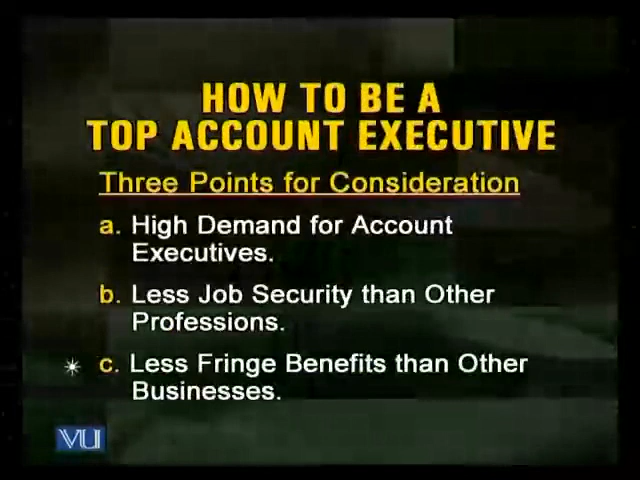 HOW TO BE A
TOP ACCOUNT EXECUTIVE
Three Points for Consideration
a. High Demand for Account
Executives.
b. Less Job Security than Other
Professions.
c. Less Fringe Benefits than Other
Businesses.
VU